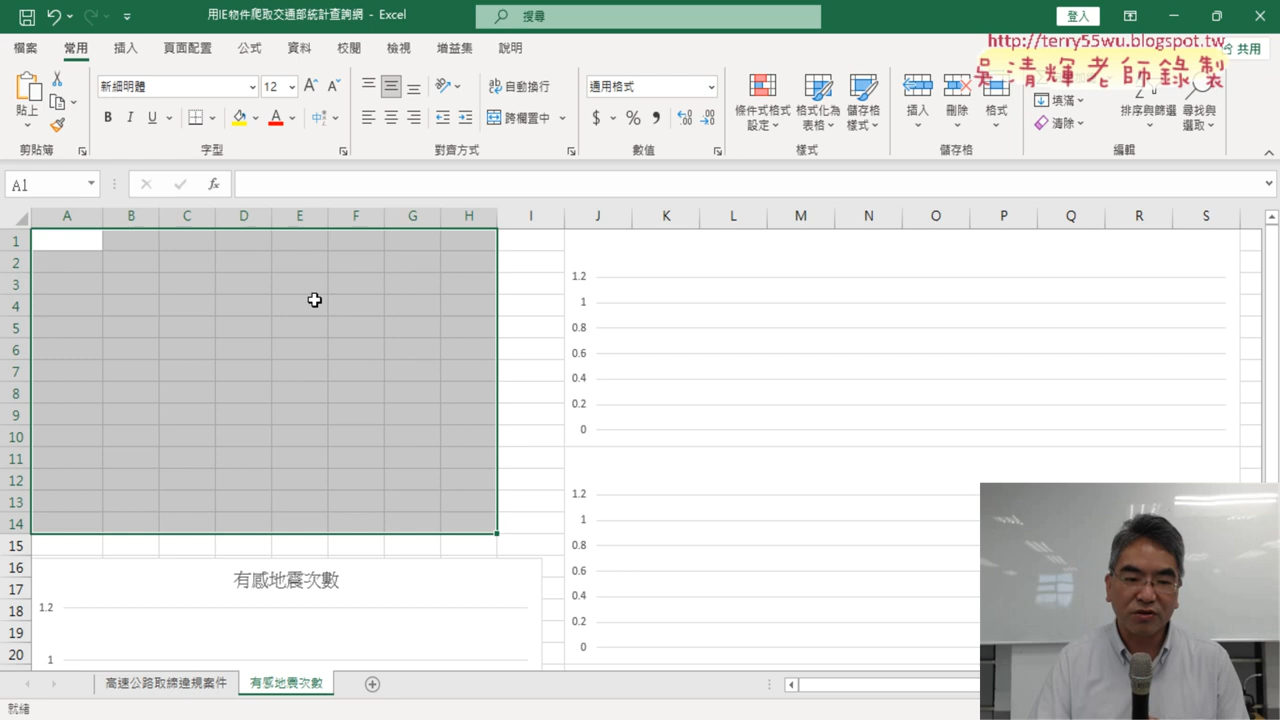 用IE物件爬取交通部統計查詢網 - Excel
搜尋
登入
檔案 常用 插入 頁面配置 公式 資料 校閱 檢視 增益集 說明
共用
http://terry55wu.blogspot.tw
吳清輝老師錄製
貼上
新細明體 12
B I U
中
自動換行
跨欄置中
通用格式
$ % ,
條件式格式設定
格式化為表格
儲存格樣式
插入 刪除 格式
填滿
清除
排序與篩選
尋找與選取
剪貼簿 字型 對齊方式 數值 樣式 儲存格 編輯
A1
fx
A B C D E F G H I J K L M N O P Q R S
1
2
3
4
5
6
7
8
9
10
11
12
13
14
15
16
17
18
19
20
1.2
1
0.8
0.6
0.4
0.2
0
1.2
1
0.8
0.6
0.4
0.2
0
有感地震次數
1.2
1
高速公路取締違規案件 有感地震次數
就緒